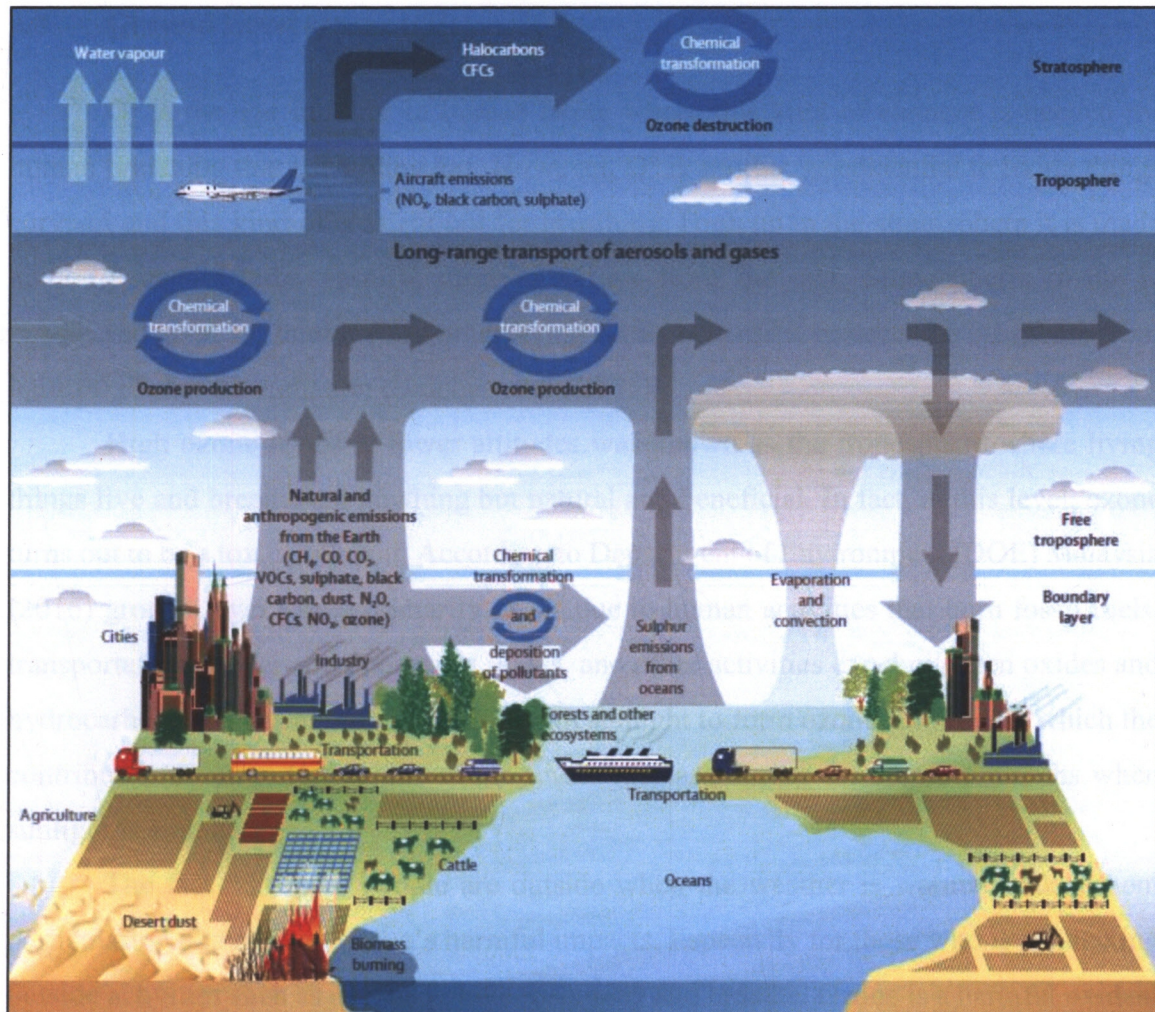 Water vapour
Halocarbons
CFCs
Chemical
transformation
Ozone destruction
Stratosphere
Aircraft emissions
(NOₓ, black carbon, sulphate)
Troposphere
Long-range transport of aerosols and gases
Chemical
transformation
Ozone production
Chemical
transformation
Ozone production
Natural and
anthropogenic emissions
from the Earth
(CH₄, CO, CO₂,
VOCs, sulphate, black
carbon, dust, N₂O,
CFCs, NOₓ, ozone)
Chemical
transformation
and
deposition
of pollutants
Sulphur
emissions
from
oceans
Evaporation
and
convection
Free
troposphere
Boundary
layer
Cities
Industry
Forests and other
ecosystems
Transportation
Transportation
Agriculture
Cattle
Oceans
Desert dust
Biomass
burning